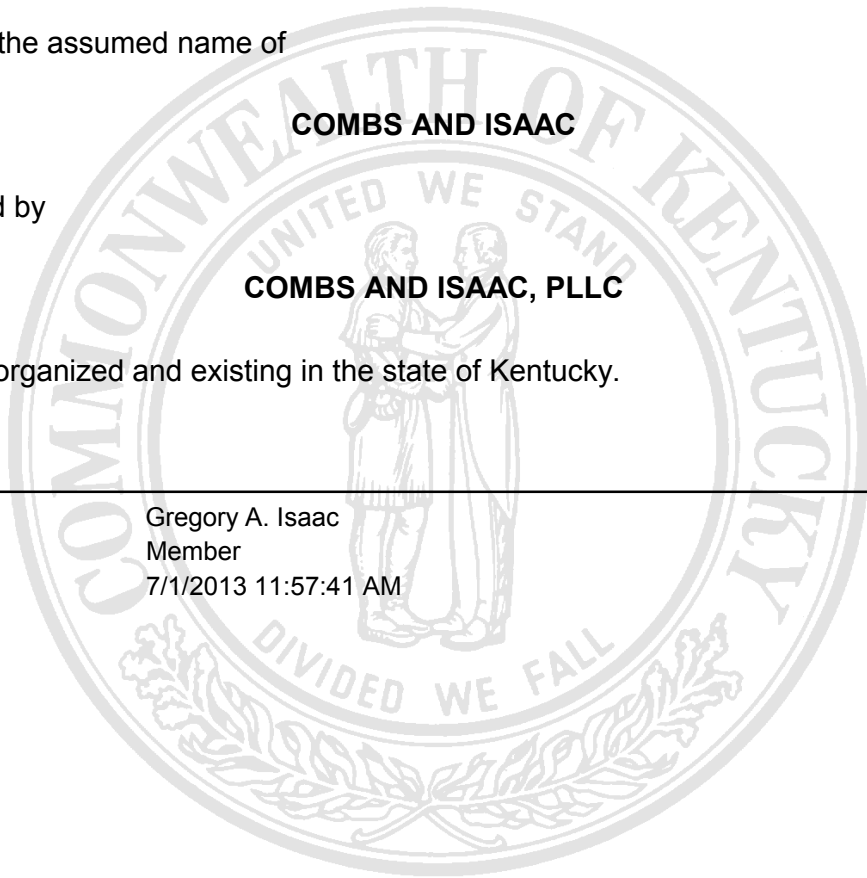 the assumed name of
COMBS AND ISAAC
d by
COMBS AND ISAAC, PLLC
organized and existing in the state of Kentucky.
Gregory A. Isaac
Member
7/1/2013 11:57:41 AM
COMMONWEALTH OF KENTUCKY
UNITED WE STAND
DIVIDED WE FALL